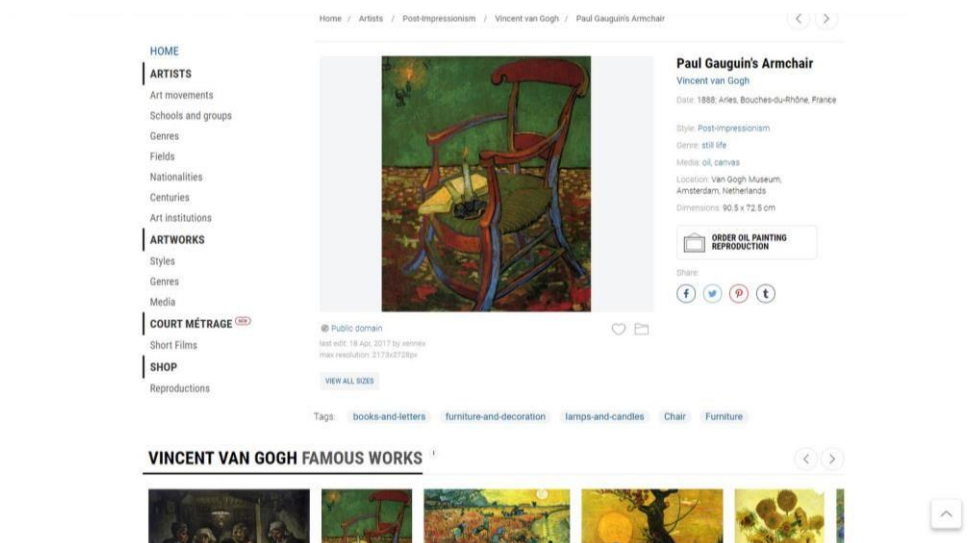 Home / Artists / Post-Impressionism / Vincent van Gogh / Paul Gauguin's Armchair
HOME
ARTISTS
Art movements
Schools and groups
Genres
Fields
Nationalities
Centuries
Art institutions
ARTWORKS
Styles
Genres
Media
COURT MÉTRAGE NEW
Short Films
SHOP
Reproductions
Paul Gauguin's Armchair
Vincent van Gogh
Date: 1888; Arles, Bouches-du-Rhône, France
Style: Post-Impressionism
Genre: still life
Media: oil, canvas
Location: Van Gogh Museum,
Amsterdam, Netherlands
Dimensions: 90.5 x 72.5 cm
ORDER OIL PAINTING
REPRODUCTION
Share:
f t
Public domain
last edit: 18 Apr, 2017 by xennex
max resolution: 2173x2728px
VIEW ALL SIZES
Tags: books-and-letters furniture-and-decoration lamps-and-candles Chair Furniture
VINCENT VAN GOGH FAMOUS WORKS